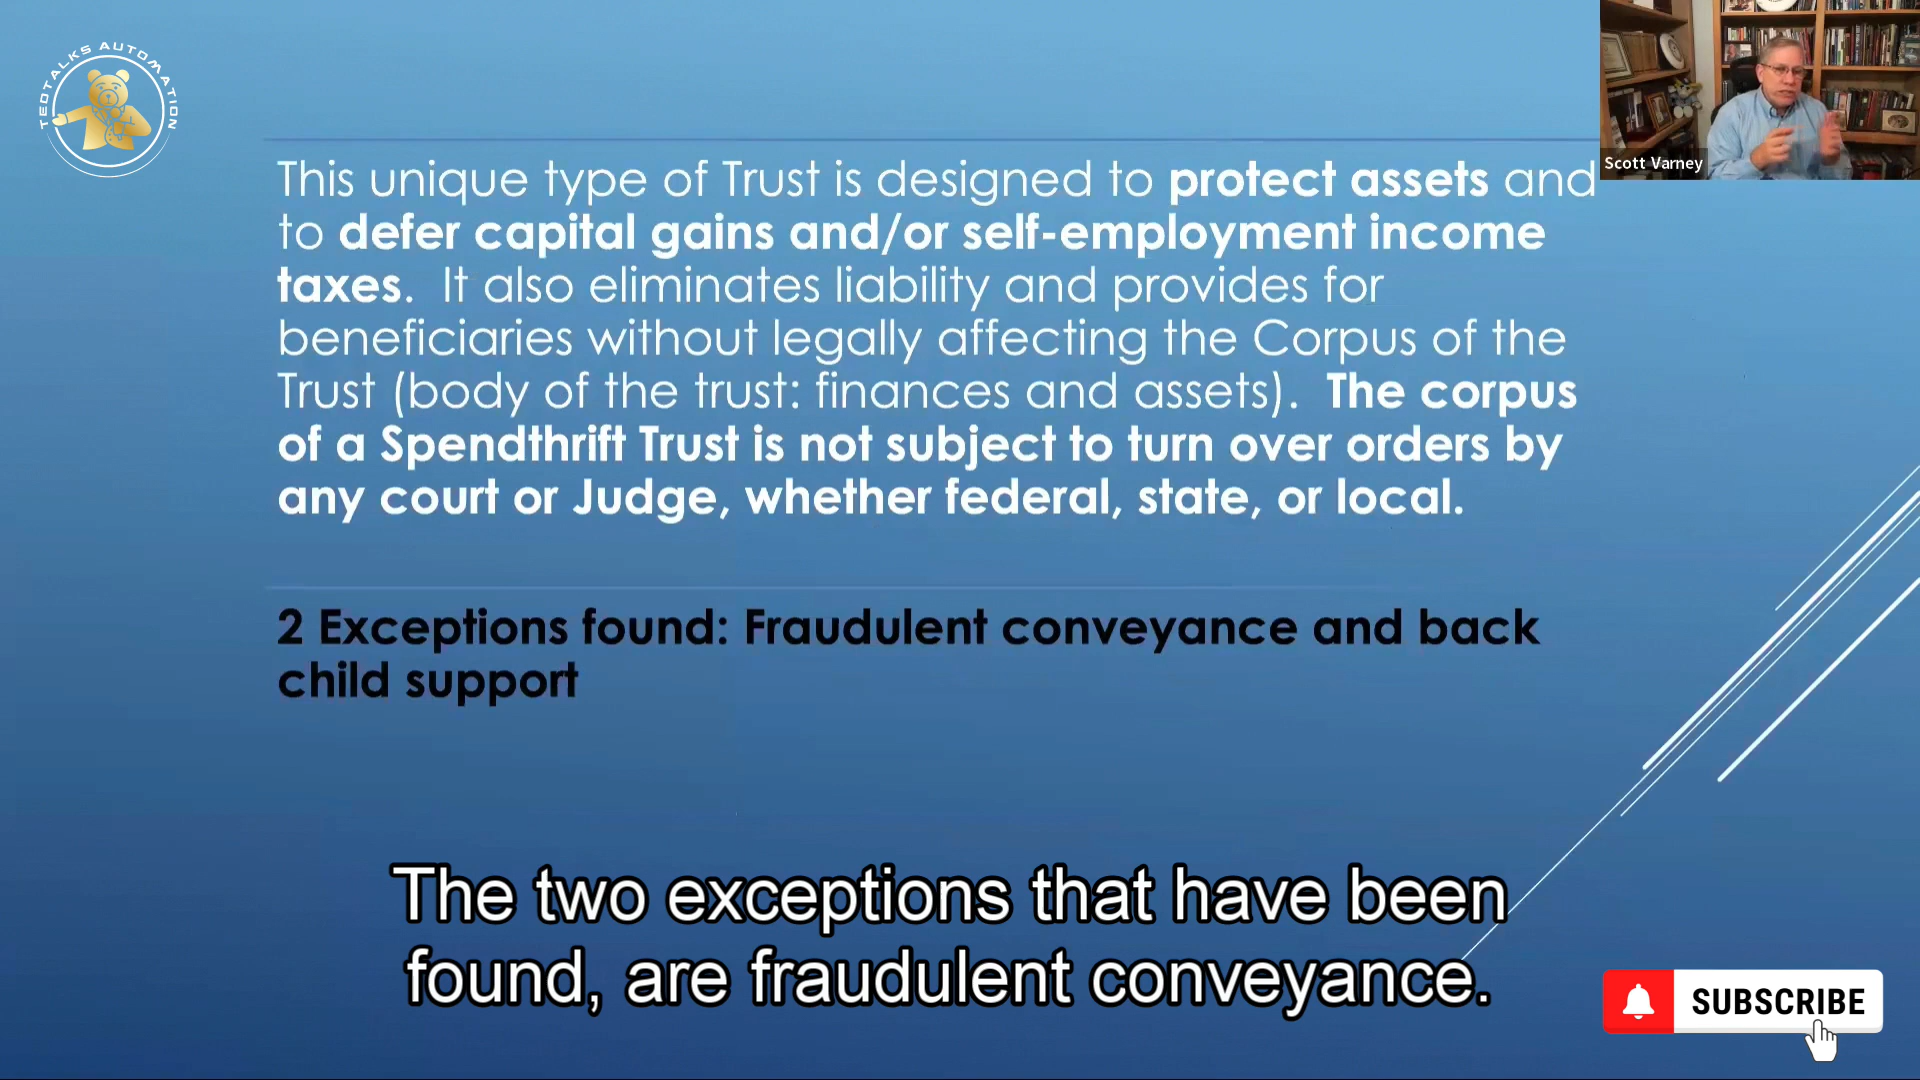 TEDTALKS AUTOMATION
Scott Varney
This unique type of Trust is designed to protect assets and
to defer capital gains and/or self-employment income
taxes.  It also eliminates liability and provides for
beneficiaries without legally affecting the Corpus of the
Trust (body of the trust: finances and assets).  The corpus
of a Spendthrift Trust is not subject to turn over orders by
any court or Judge, whether federal, state, or local.
2 Exceptions found: Fraudulent conveyance and back
child support
The two exceptions that have been
found, are fraudulent conveyance.
SUBSCRIBE